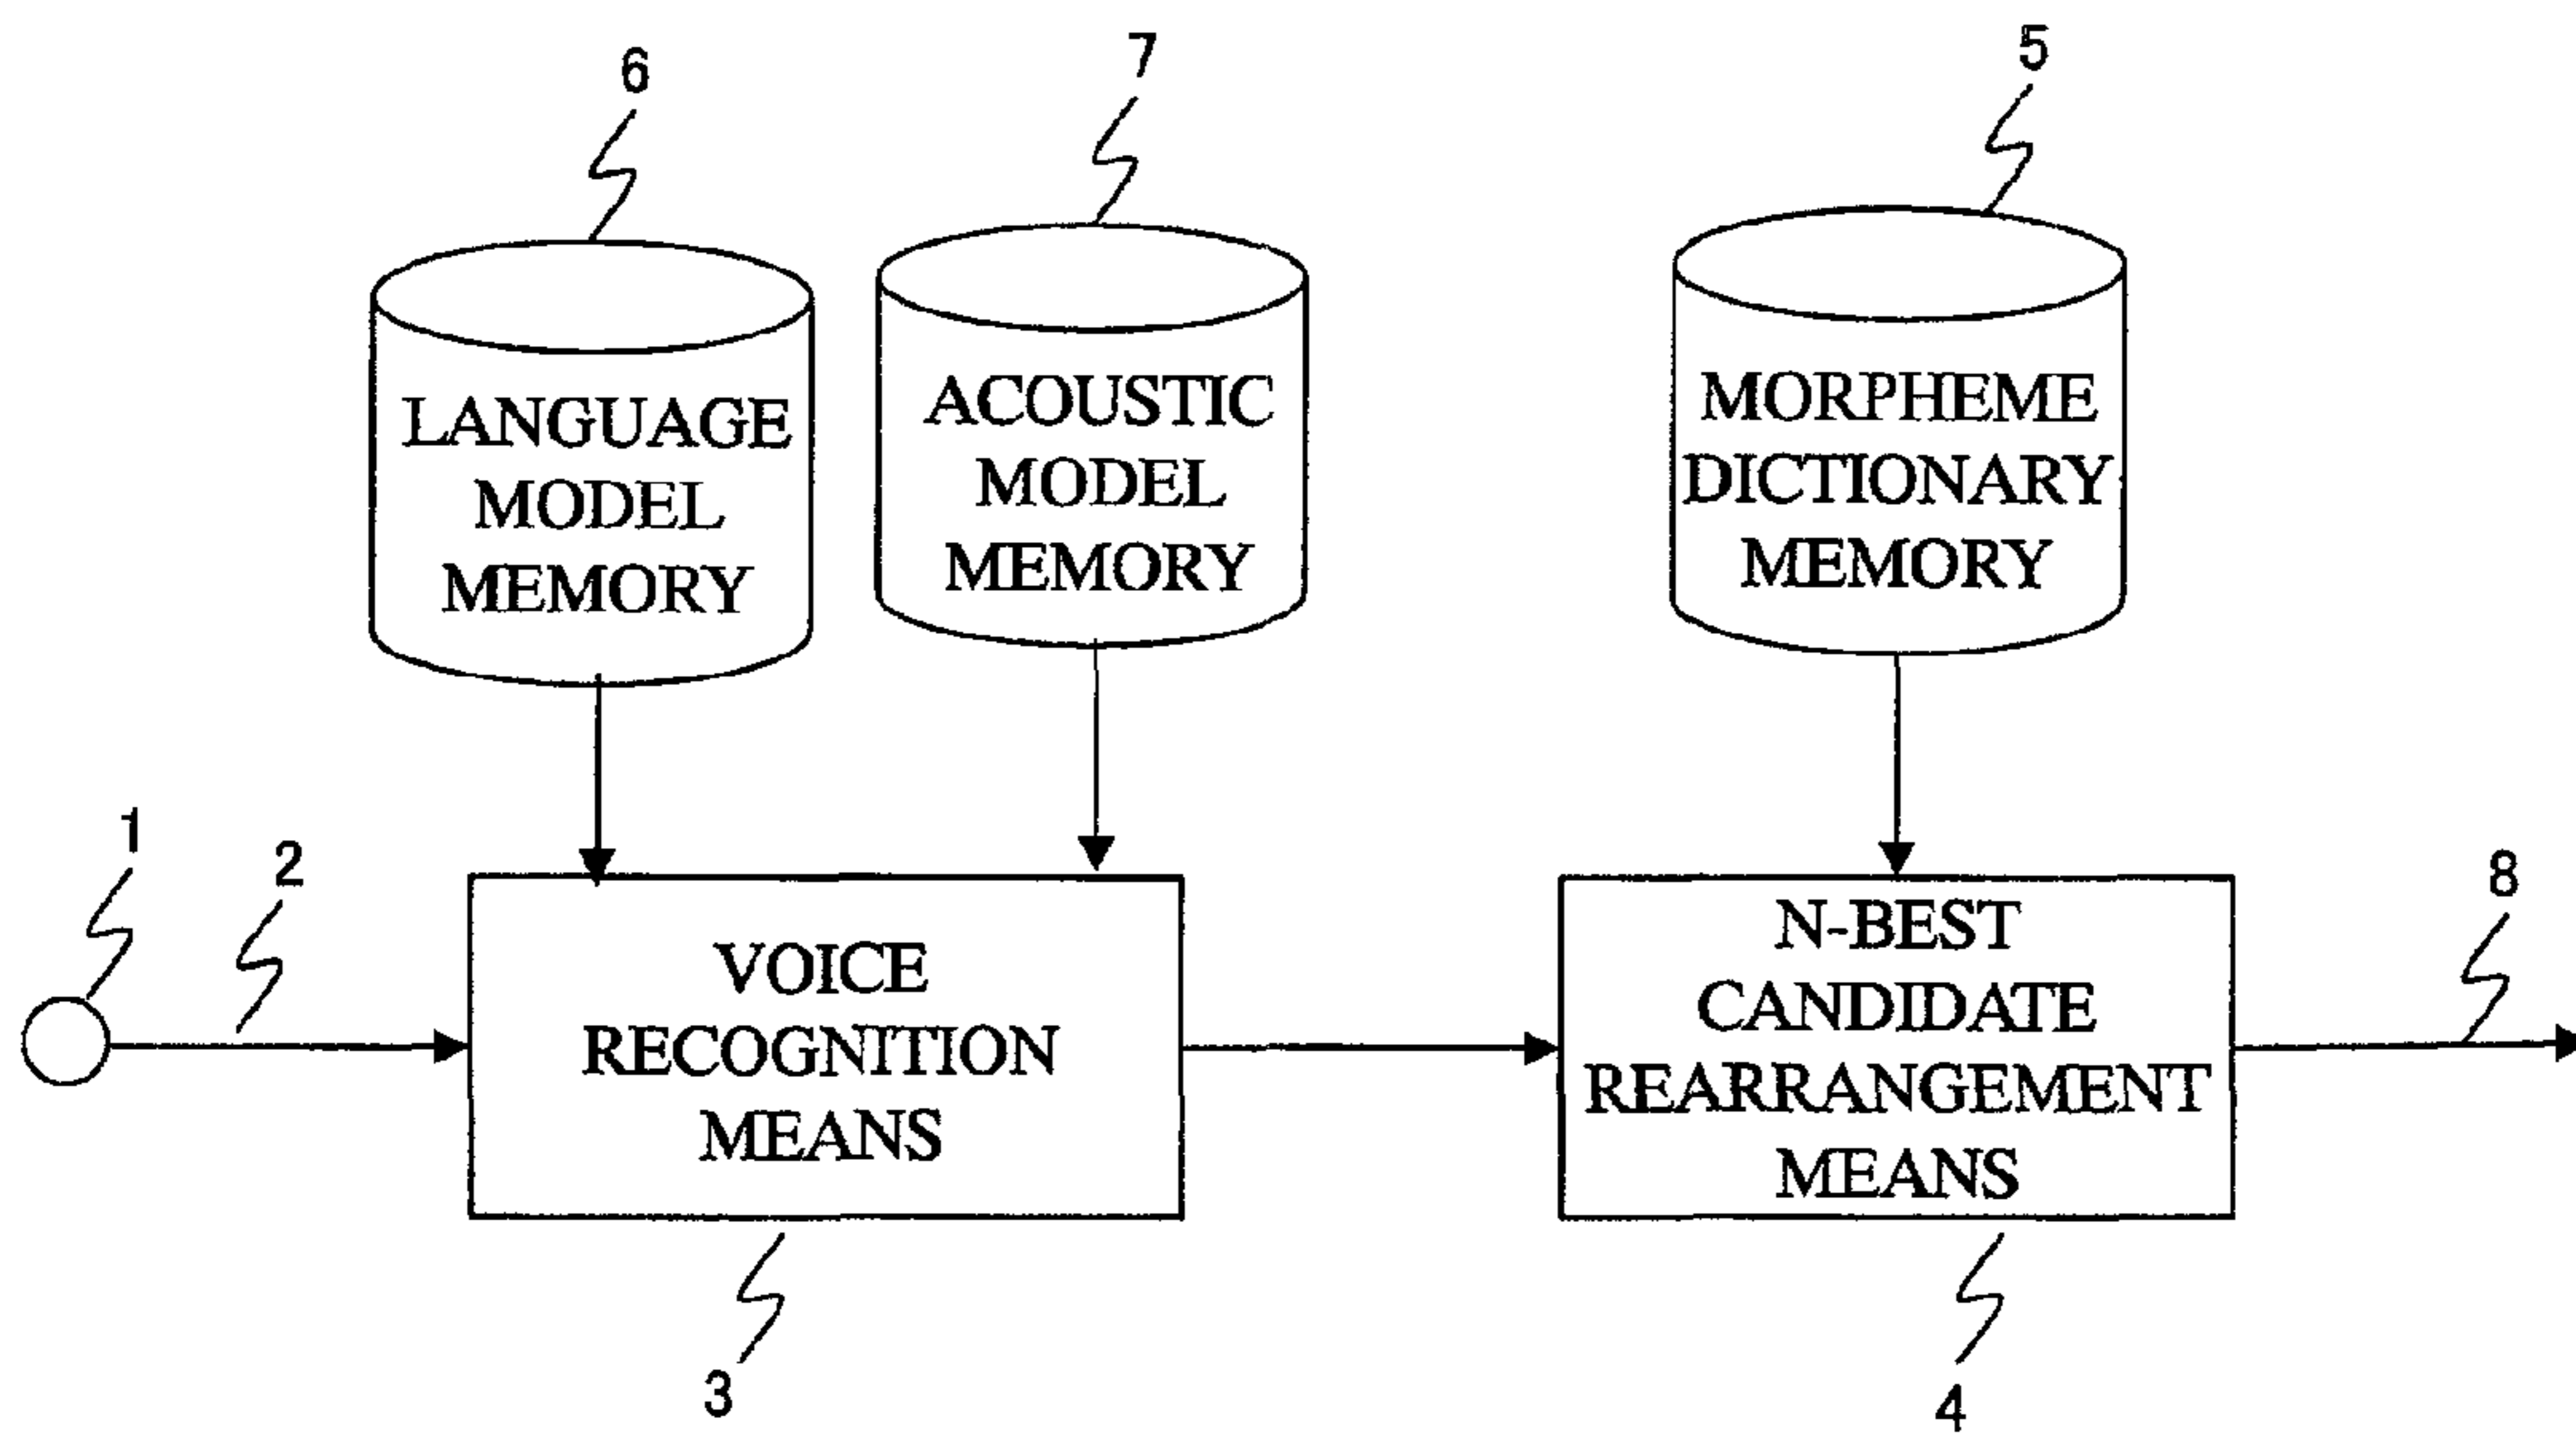 6
7
5
LANGUAGE
MODEL
MEMORY
ACOUSTIC
MODEL
MEMORY
MORPHEME
DICTIONARY
MEMORY
1
2
VOICE
RECOGNITION
MEANS
N-BEST
CANDIDATE
REARRANGEMENT
MEANS
8
3
4